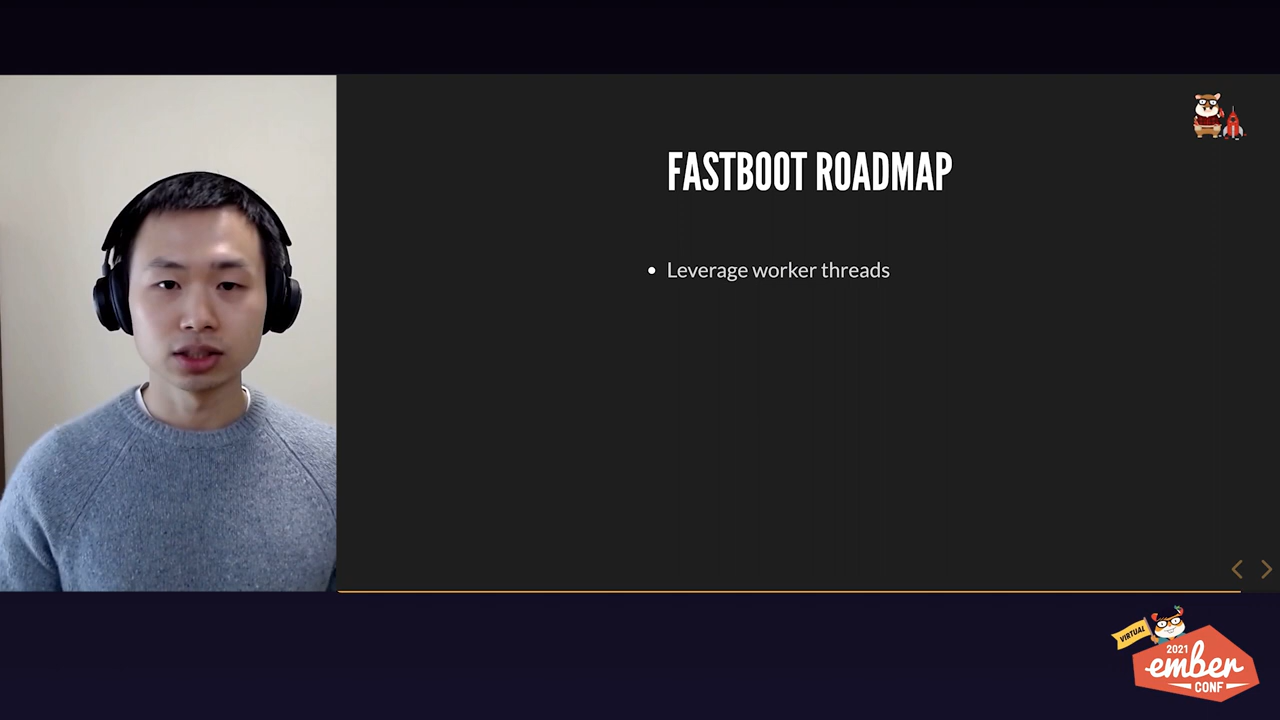 FASTBOOT ROADMAP
Leverage worker threads
VIRTUAL
2021
ember
CONF